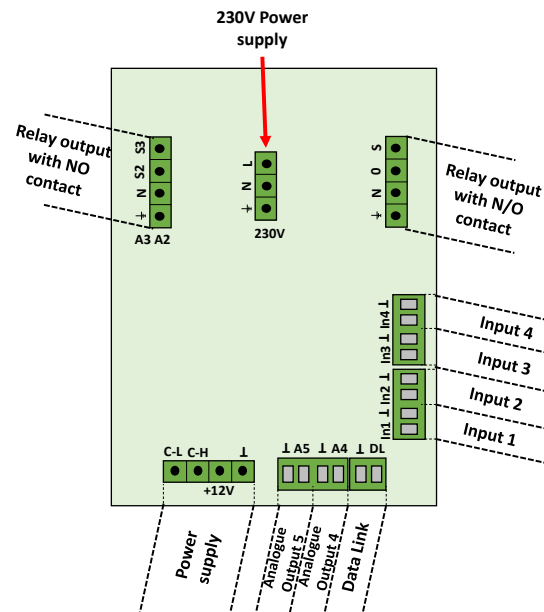 230V Power
supply
Relay output
with NO
contact
S3
S2
N
⏚
A3 A2
L
N
⏚
230V
S
0
N
⏚
Relay output
with N/O
contact
In4 ⊥
In3 ⊥
In2 ⊥
In1 ⊥
Input 4
Input 3
Input 2
Input 1
C-L C-H ⊥
+12V
⊥ A5 ⊥ A4 ⊥ DL
Power
supply
Analogue
Output 5
Analogue
Output 4
Data Link